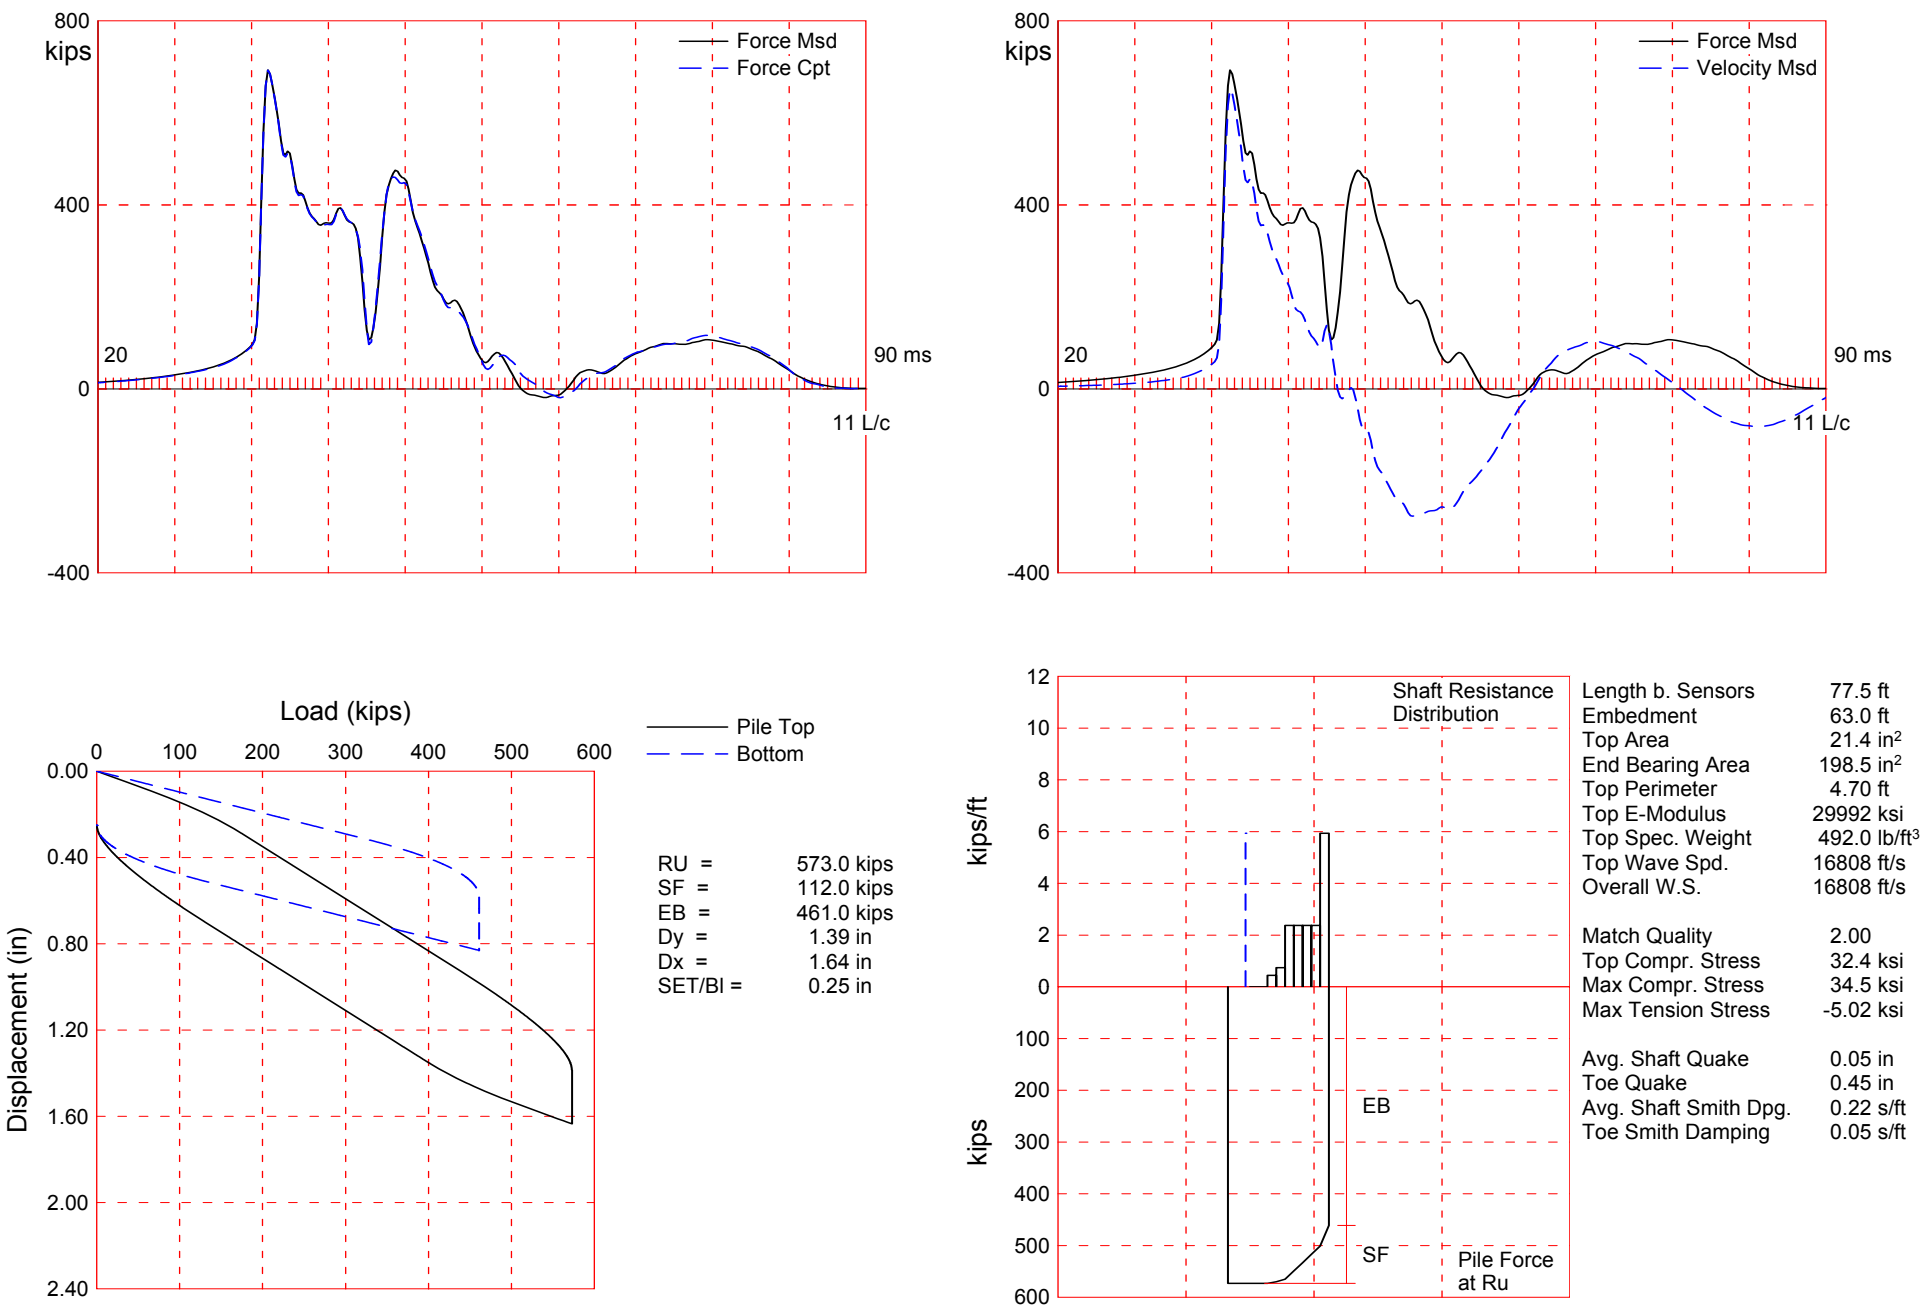 800
kips
400
0
-400
Force Msd
Force Cpt
20
90 ms
11 L/c
800
kips
400
0
-400
Force Msd
Velocity Msd
20
90 ms
11 L/c
Load (kips)
0 100 200 300 400 500 600
0.00
0.40
0.80
1.20
1.60
2.00
2.40
Displacement (in)
Pile Top
Bottom
RU = 573.0 kips
SF = 112.0 kips
EB = 461.0 kips
Dy = 1.39 in
Dx = 1.64 in
SET/Bl = 0.25 in
12
10
8
6
4
2
0
100
200
300
400
500
600
kips/ft
kips
Shaft Resistance
Distribution
EB
SF
Pile Force
at Ru
Length b. Sensors 77.5 ft
Embedment 63.0 ft
Top Area 21.4 in²
End Bearing Area 198.5 in²
Top Perimeter 4.70 ft
Top E-Modulus 29992 ksi
Top Spec. Weight 492.0 lb/ft³
Top Wave Spd. 16808 ft/s
Overall W.S. 16808 ft/s
Match Quality 2.00
Top Compr. Stress 32.4 ksi
Max Compr. Stress 34.5 ksi
Max Tension Stress -5.02 ksi
Avg. Shaft Quake 0.05 in
Toe Quake 0.45 in
Avg. Shaft Smith Dpg. 0.22 s/ft
Toe Smith Damping 0.05 s/ft